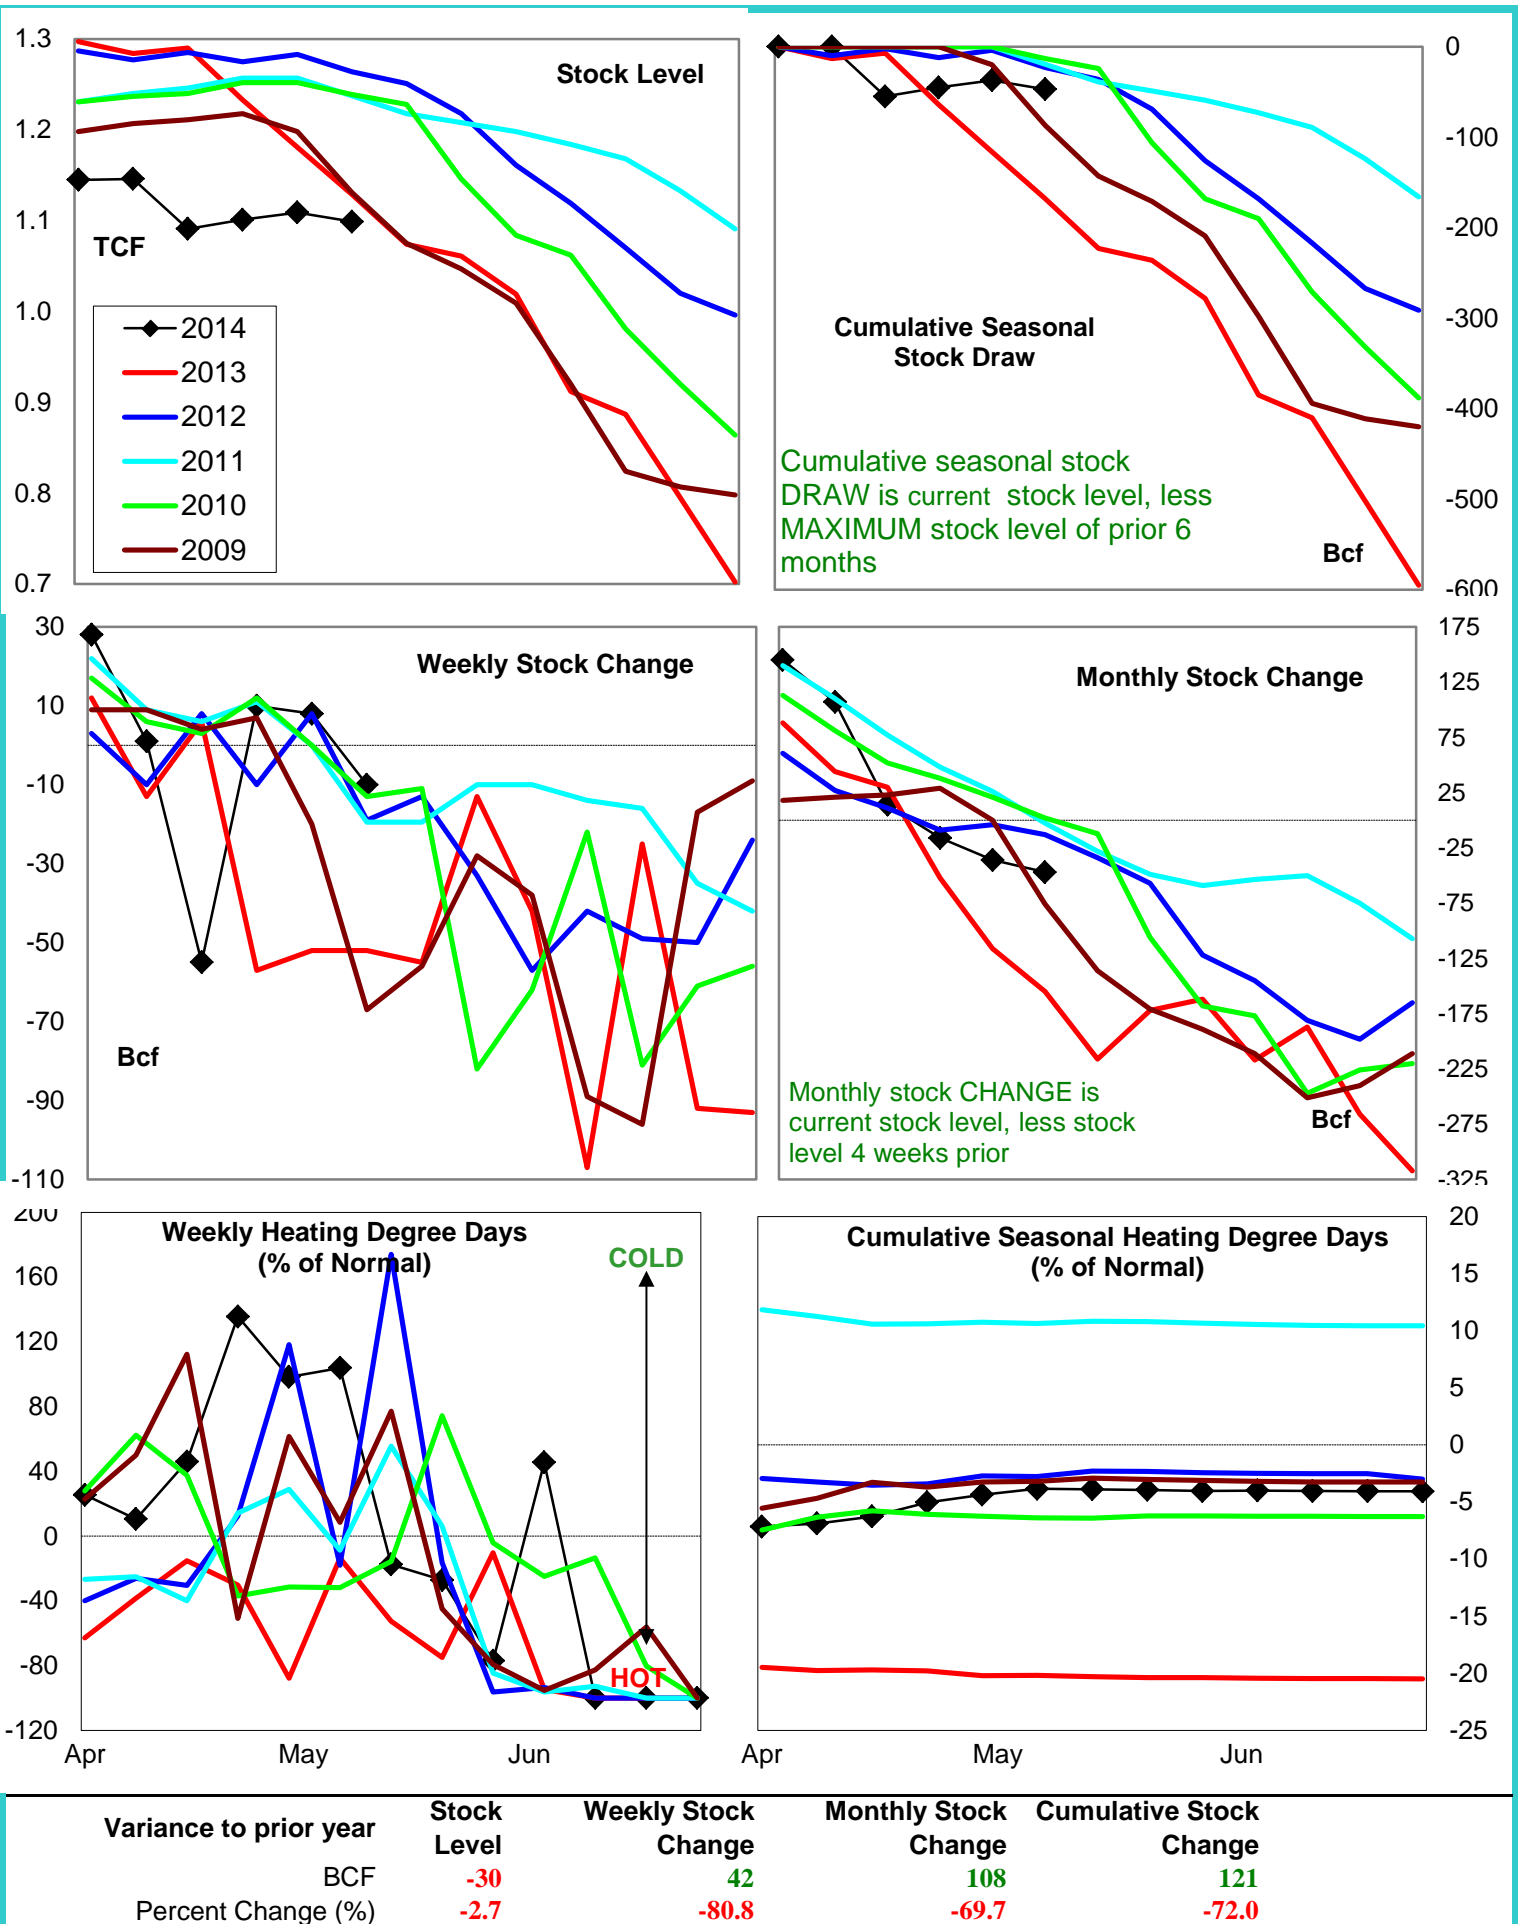 Stock Level
1.3
1.2
1.1
1.0
0.9
0.8
0.7
TCF
2014
2013
2012
2011
2010
2009
Cumulative Seasonal
Stock Draw
Cumulative seasonal stock
DRAW is current stock level, less
MAXIMUM stock level of prior 6
months
Bcf
0
-100
-200
-300
-400
-500
-600
Weekly Stock Change
30
10
-10
-30
-50
-70
-90
-110
Bcf
Monthly Stock Change
175
125
75
25
-25
-75
-125
-175
-225
-275
-325
Monthly stock CHANGE is
current stock level, less stock
level 4 weeks prior
Bcf
Weekly Heating Degree Days
(% of Normal)
200
160
120
80
40
0
-40
-80
-120
COLD
HOT
Apr May Jun
Cumulative Seasonal Heating Degree Days
(% of Normal)
20
15
10
5
0
-5
-10
-15
-20
-25
Apr May Jun
Variance to prior year
Stock
Level
Weekly Stock
Change
Monthly Stock
Change
Cumulative Stock
Change
BCF -30 42 108 121
Percent Change (%) -2.7 -80.8 -69.7 -72.0